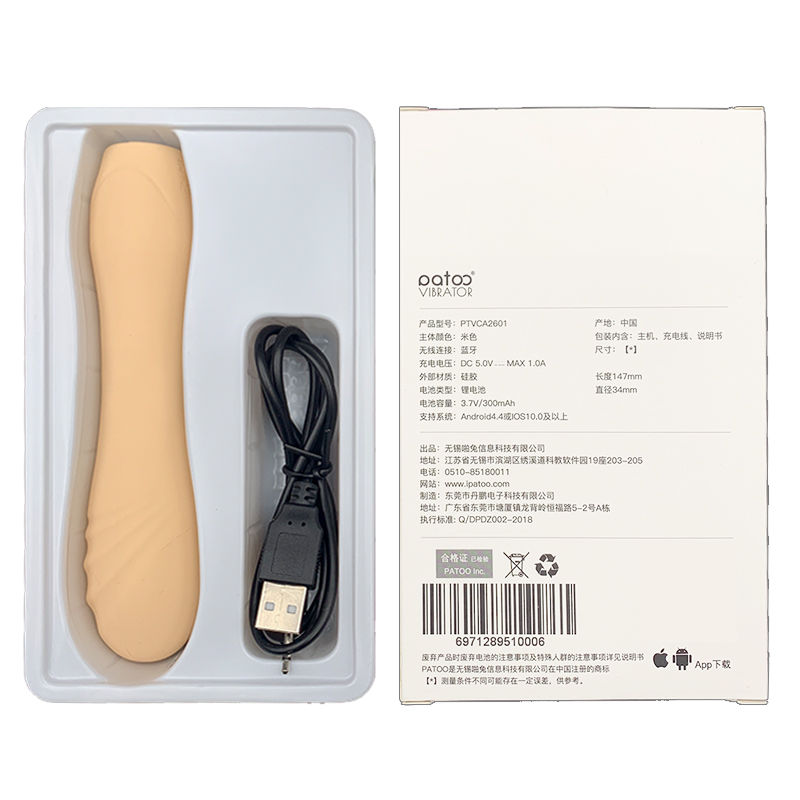 patoo®
VIBRATOR
产品型号: PTVCA2601
产地: 中国
主体颜色: 米色
包装内含: 主机、充电线、说明书
无线连接: 蓝牙
尺寸: 【*】
充电电压: DC 5.0V MAX 1.0A
外部材质: 硅胶
长度147mm
电池类型: 锂电池
直径34mm
电池容量: 3.7V/300mAh
支持系统: Android4.4或IOS10.0及以上
出品: 无锡啪兔信息科技有限公司
地址: 江苏省无锡市滨湖区绣溪道科教软件园19座203-205
电话: 0510-85180011
网站: www.ipatoo.com
制造: 东莞市丹鹏电子科技有限公司
地址: 广东省东莞市塘厦镇龙背岭恒福路5-2号A栋
执行标准: Q/DPDZ002-2018
合格证 已检验
PATOO Inc.
6971289510006
废弃产品时废弃电池的注意事项及特殊人群的注意事项详见说明书
PATOO是无锡啪兔信息科技有限公司在中国注册的商标
【*】测量条件不同可能存在一定误差，供参考。
App下载